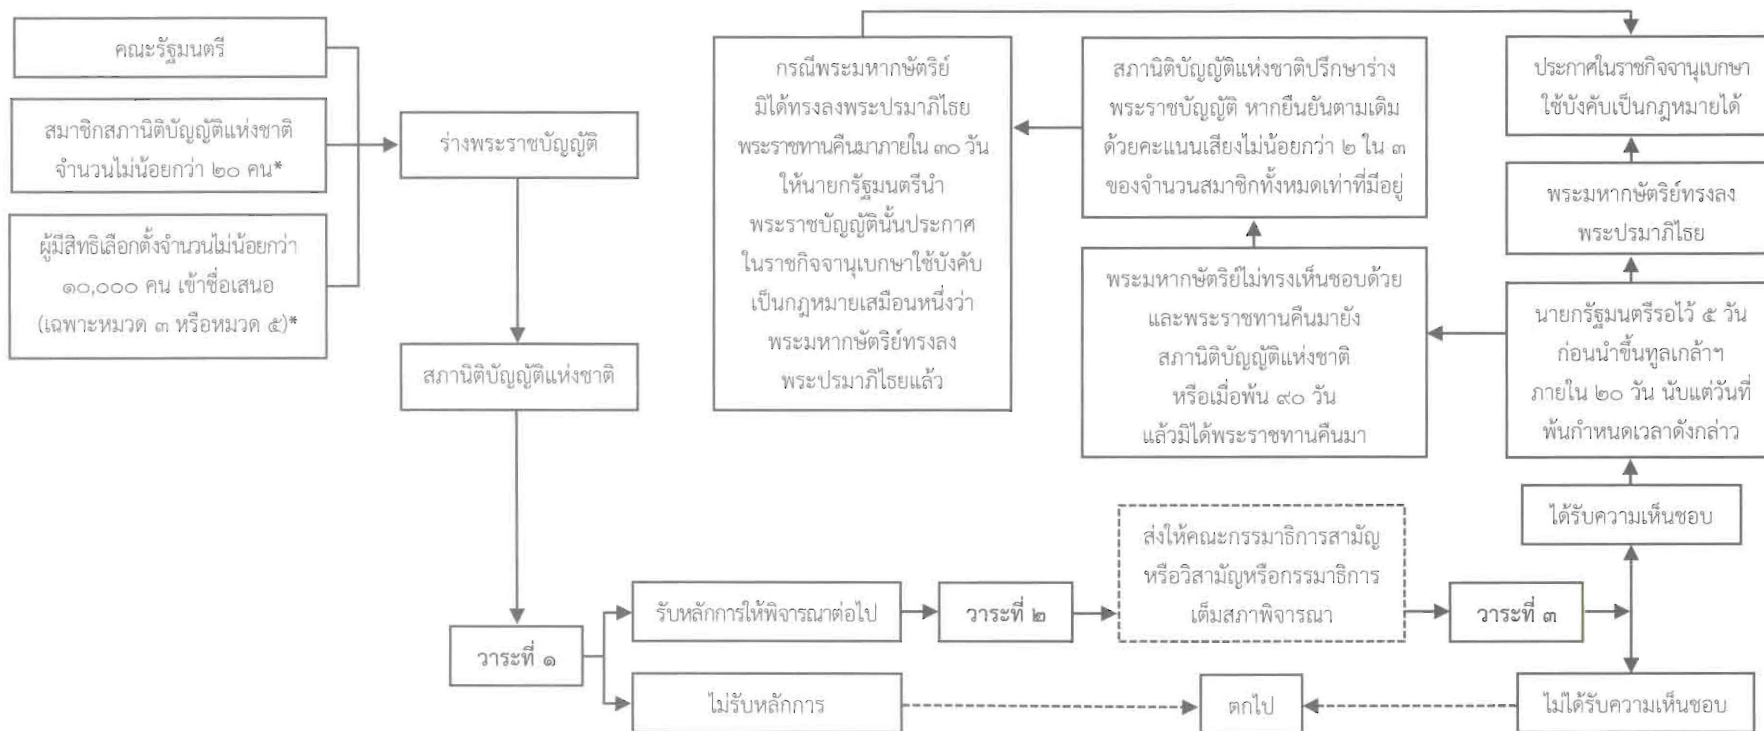 คณะรัฐมนตรี
สมาชิกสภานิติบัญญัติแห่งชาติ
จำนวนไม่น้อยกว่า ๒๐ คน*
ผู้มีสิทธิเลือกตั้งจำนวนไม่น้อยกว่า
๑๐,๐๐๐ คน เข้าชื่อเสนอ
(เฉพาะหมวด ๓ หรือหมวด ๕)*
ร่างพระราชบัญญัติ
สภานิติบัญญัติแห่งชาติ
วาระที่ ๑
รับหลักการให้พิจารณาต่อไป
ไม่รับหลักการ
วาระที่ ๒
ส่งให้คณะกรรมาธิการสามัญ
หรือวิสามัญหรือกรรมาธิการ
เต็มสภาพิจารณา
วาระที่ ๓
ตกไป
ไม่ได้รับความเห็นชอบ
ได้รับความเห็นชอบ
นายกรัฐมนตรีรอไว้ ๕ วัน
ก่อนนำขึ้นทูลเกล้าฯ
ภายใน ๒๐ วัน นับแต่วันที่
พ้นกำหนดเวลาดังกล่าว
พระมหากษัตริย์ทรงลง
พระปรมาภิไธย
ประกาศในราชกิจจานุเบกษา
ใช้บังคับเป็นกฎหมายได้
พระมหากษัตริย์ไม่ทรงเห็นชอบด้วย
และพระราชทานคืนมายัง
สภานิติบัญญัติแห่งชาติ
หรือเมื่อพ้น ๙๐ วัน
แล้วมิได้พระราชทานคืนมา
สภานิติบัญญัติแห่งชาติปรึกษาร่าง
พระราชบัญญัติ หากยืนยันตามเดิม
ด้วยคะแนนเสียงไม่น้อยกว่า ๒ ใน ๓
ของจำนวนสมาชิกทั้งหมดเท่าที่มีอยู่
กรณีพระมหากษัตริย์
มิได้ทรงลงพระปรมาภิไธย
พระราชทานคืนมาภายใน ๓๐ วัน
ให้นายกรัฐมนตรีนำ
พระราชบัญญัตินั้นประกาศ
ในราชกิจจานุเบกษาใช้บังคับ
เป็นกฎหมายเสมือนหนึ่งว่า
พระมหากษัตริย์ทรงลง
พระปรมาภิไธยแล้ว